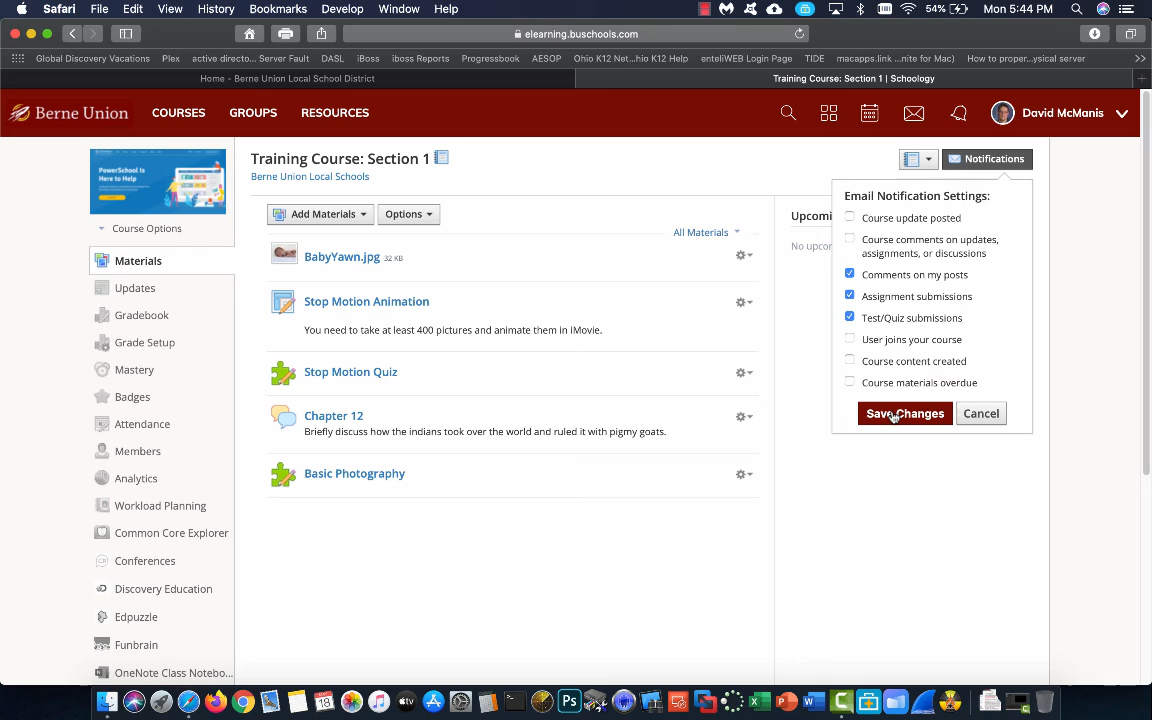 Safari File Edit View History Bookmarks Develop Window Help 54% Mon 5:44 PM
elearning.buschools.com
Global Discovery Vacations Plex active directo... Server Fault DASL iBoss iboss Reports Progressbook AESOP Ohio K12 Net...hio K12 Help enteliWEB Login Page TIDE macapps.link ...nite for Mac) How to proper...ysical server
Home - Berne Union Local School District Training Course: Section 1 | Schoology
Berne Union COURSES GROUPS RESOURCES David McManis
PowerSchool Is
Here to Help
Course Options
Materials
Updates
Gradebook
Grade Setup
Mastery
Badges
Attendance
Members
Analytics
Workload Planning
Common Core Explorer
Conferences
Discovery Education
Edpuzzle
Funbrain
OneNote Class Notebo...
Training Course: Section 1
Berne Union Local Schools
Add Materials Options
All Materials
BabyYawn.jpg 32 KB
Stop Motion Animation
You need to take at least 400 pictures and animate them in iMovie.
Stop Motion Quiz
Chapter 12
Briefly discuss how the indians took over the world and ruled it with pigmy goats.
Basic Photography
Notifications
Upcomi
No upcor
Email Notification Settings:
Course update posted
Course comments on updates,
assignments, or discussions
Comments on my posts
Assignment submissions
Test/Quiz submissions
User joins your course
Course content created
Course materials overdue
Save Changes Cancel